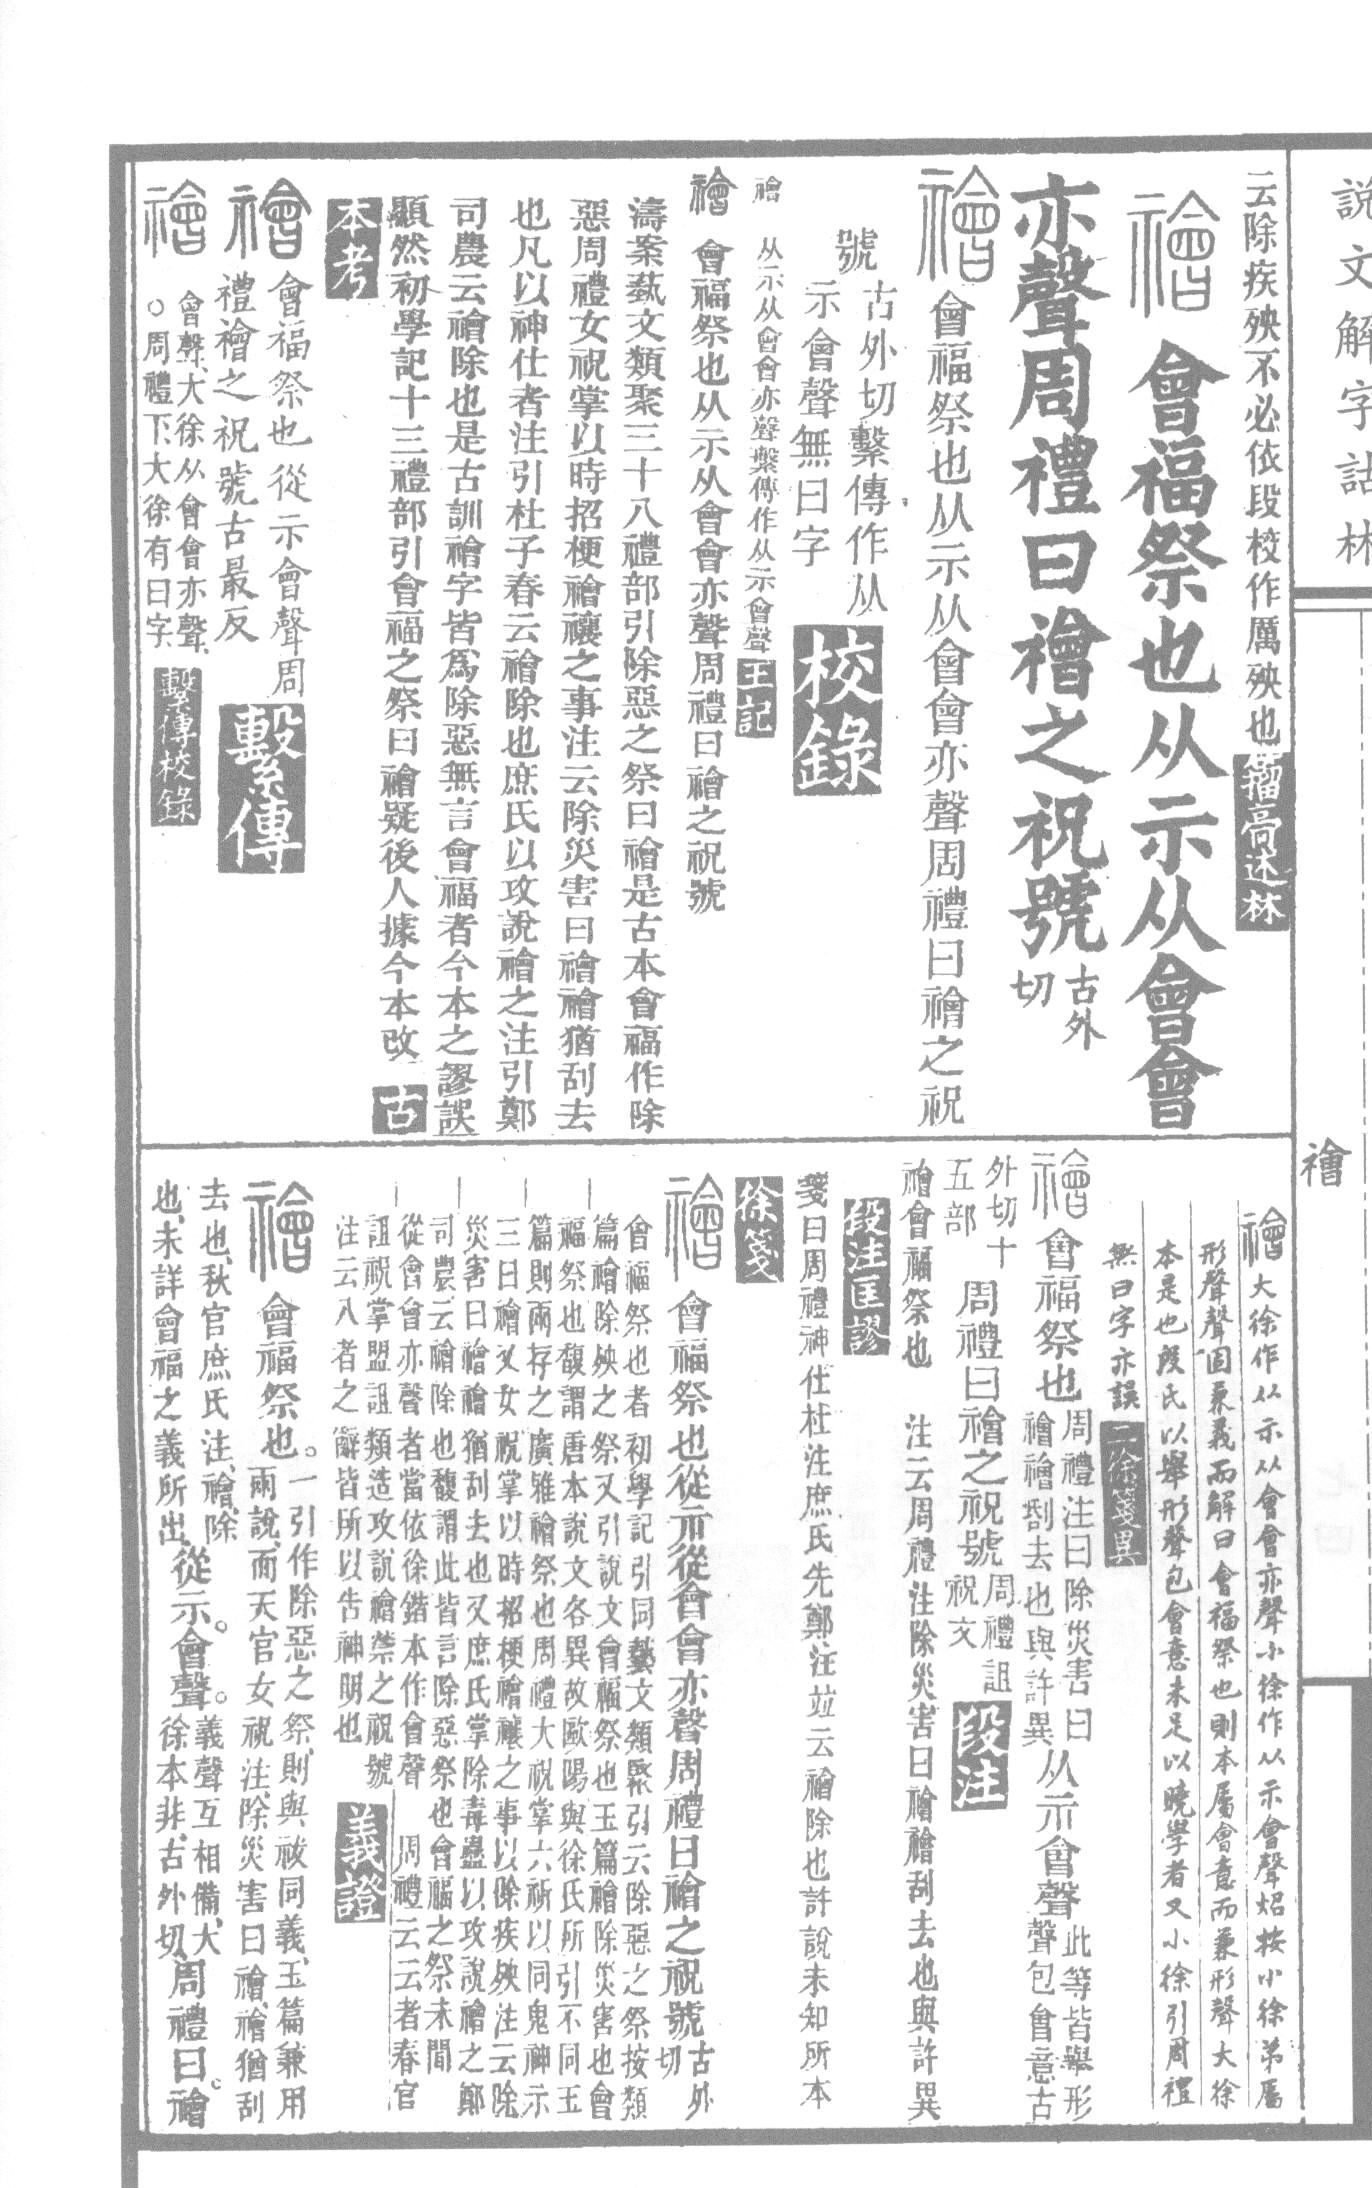 說文解字詁林
禬
云除疾殃不必依段校作厲殃也
籀膏述林
禬 會福祭也从示从會會
亦聲周禮曰禬之祝號 古外切
禬 會福祭也从示从會會亦聲周禮曰禬之祝
號 古外切繫傳作从
示會聲無曰字 校錄
禬 从示从會會亦聲繫傳作从示會聲 王記
禬 會福祭也从示从會會亦聲周禮曰禬之祝號
濤案藝文類聚三十八禮部引除惡之祭曰禬是古本會福作除
惡周禮女祝掌以時招梗禬禳之事注云除災害曰禬禬猶刮去
也凡以神仕者注引杜子春云禬除也庶氏以攻說禬之注引鄭
司農云禬除也是古訓禬字皆爲除惡無言會福者今本之謬誤
顯然初學記十三禮部引會福之祭曰禬疑後人據今本改 古
本考
禬 會福祭也從示會聲周
禮禬之祝號古最反 繫傳
禬 會聲大徐从會會亦聲
○周禮下大徐有曰字 繫傳校錄
禬 大徐作从示从會會亦聲小徐作从示會聲炤按小徐弟屬
形聲聲固兼義而解曰會福祭也則本屬會意而兼形聲大徐
本是也段氏以舉形聲包會意未足以曉學者又小徐引周禮
無曰字亦誤 二徐箋異
禬 會福祭也 周禮注曰除災害曰
禬禬刮去也與許異 从示會聲 此等皆舉形
聲包會意古
外切十
五部 周禮曰禬之祝號 周禮詛
祝文 段注
禬會福祭也 注云周禮注除災害曰禬禬刮去也與許異
段注匡謬
箋曰周禮神仕杜注庶氏先鄭注並云禬除也許說未知所本
徐箋
禬 會福祭也從示從會會亦聲周禮曰禬之祝號 古外
切
會福祭也者初學記引同藝文類聚引云除惡之祭按類
篇禬除殃之祭又引說文會福祭也玉篇禬除災害也會
福祭也馥謂唐本說文各異故歐陽與徐氏所引不同玉
篇則兩存之廣雅禬祭也周禮大祝掌六祈以同鬼神示
三曰禬又女祝掌以時招梗禬禳之事以除疾殃注云除
災害曰禬禬猶刮去也又庶氏掌除毒蠱以攻說禬之鄭
司農云禬除也馥謂此皆言除惡祭也會福之祭未聞
從會會亦聲者當依徐鍇本作會聲 周禮云云者春官
詛祝掌盟詛類造攻說禬禜之祝號
注云八者之辭皆所以告神明也 義證
禬 會福祭也。一引作除惡之祭、則與祓同義、玉篇兼用
兩說、而天官女祝注、除災害曰禬、禬猶刮
去也、秋官庶氏注、禬、除
也、未詳會福之義所出、從示。會聲。義聲互相備、大
徐本非、古外切、周禮曰。禬